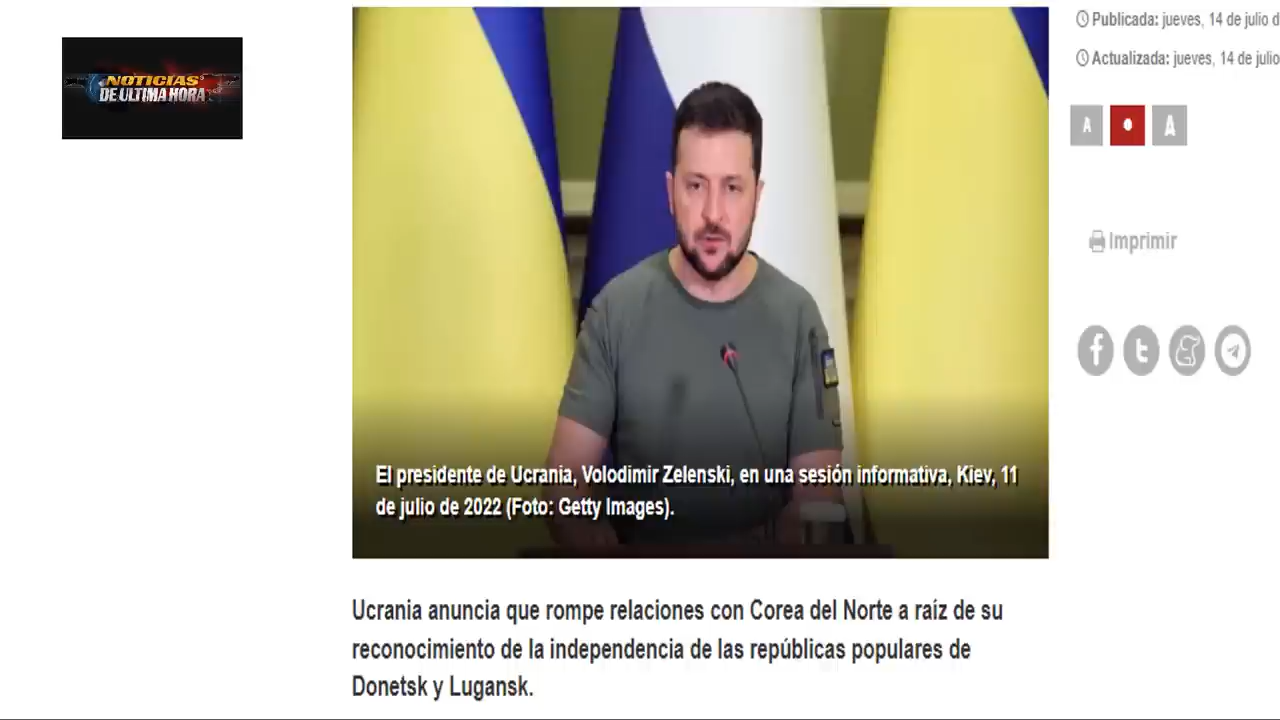 NOTICIAS
DE ULTIMA HORA
Publicada: jueves, 14 de julio d
Actualizada: jueves, 14 de julio
A
A
Imprimir
El presidente de Ucrania, Volodimir Zelenski, en una sesión informativa, Kiev, 11
de julio de 2022 (Foto: Getty Images).
Ucrania anuncia que rompe relaciones con Corea del Norte a raíz de su
reconocimiento de la independencia de las repúblicas populares de
Donetsk y Lugansk.